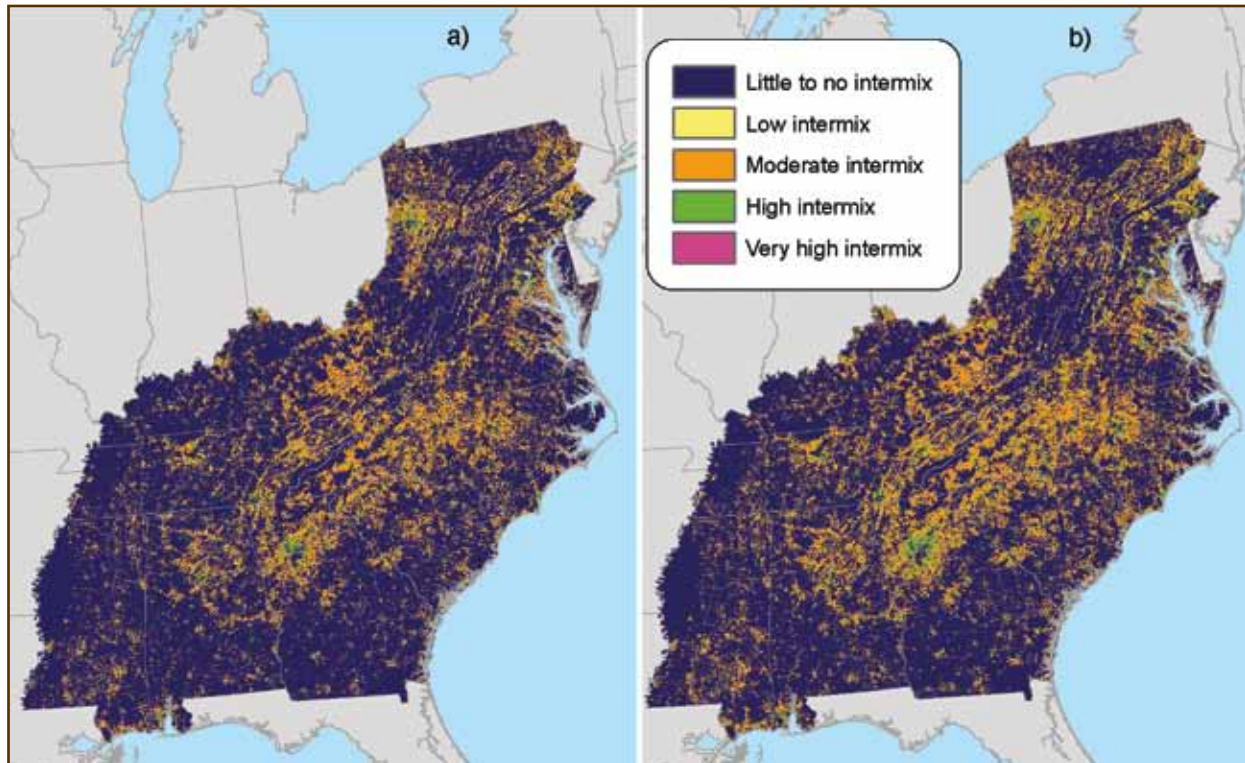 a)
b)
Little to no intermix
Low intermix
Moderate intermix
High intermix
Very high intermix